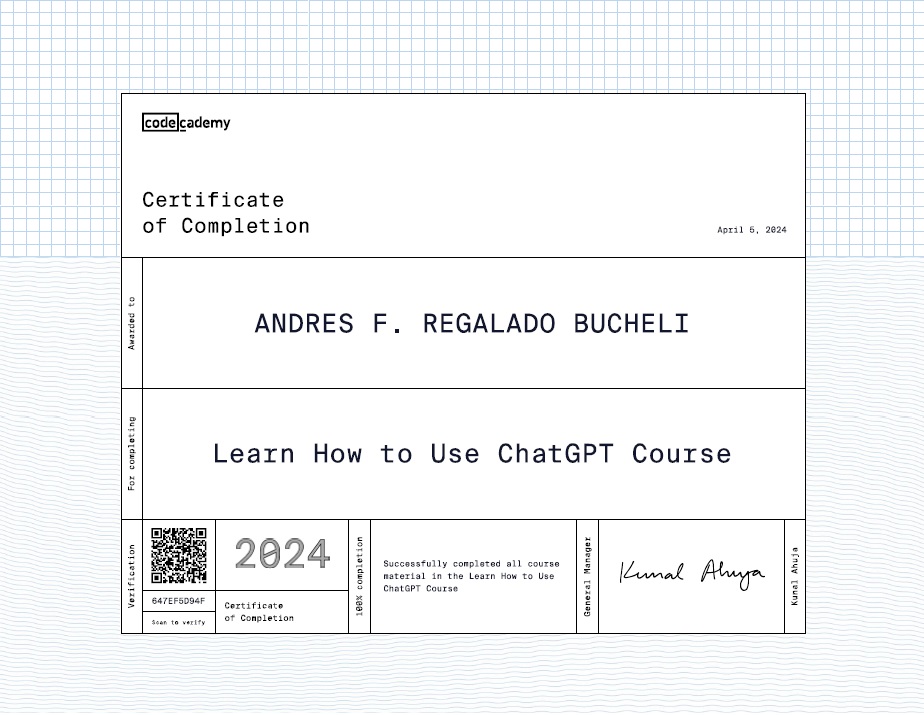 codecademy
Certificate
of Completion
April 5, 2024
Awarded to
ANDRES F. REGALADO BUCHELI
For completing
Learn How to Use ChatGPT Course
Verification
647EF5D94F
Scan to verify
2024
Certificate
of Completion
100% completion
Successfully completed all course
material in the Learn How to Use
ChatGPT Course
General Manager
Kunal Ahuja
Kunal Ahuja